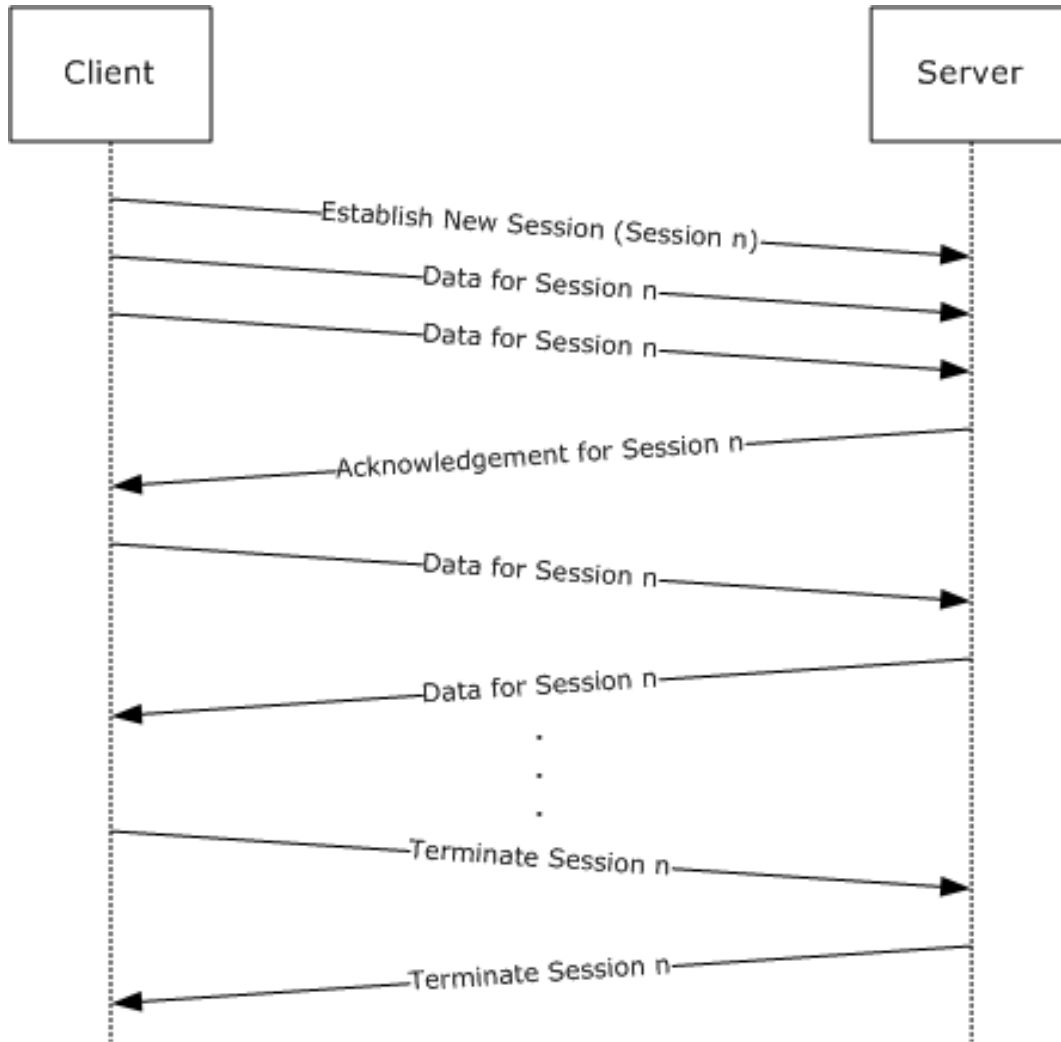 Client
Server
Establish New Session (Session n)
Data for Session n
Data for Session n
Acknowledgement for Session n
Data for Session n
Data for Session n
.
.
.
Terminate Session n
Terminate Session n